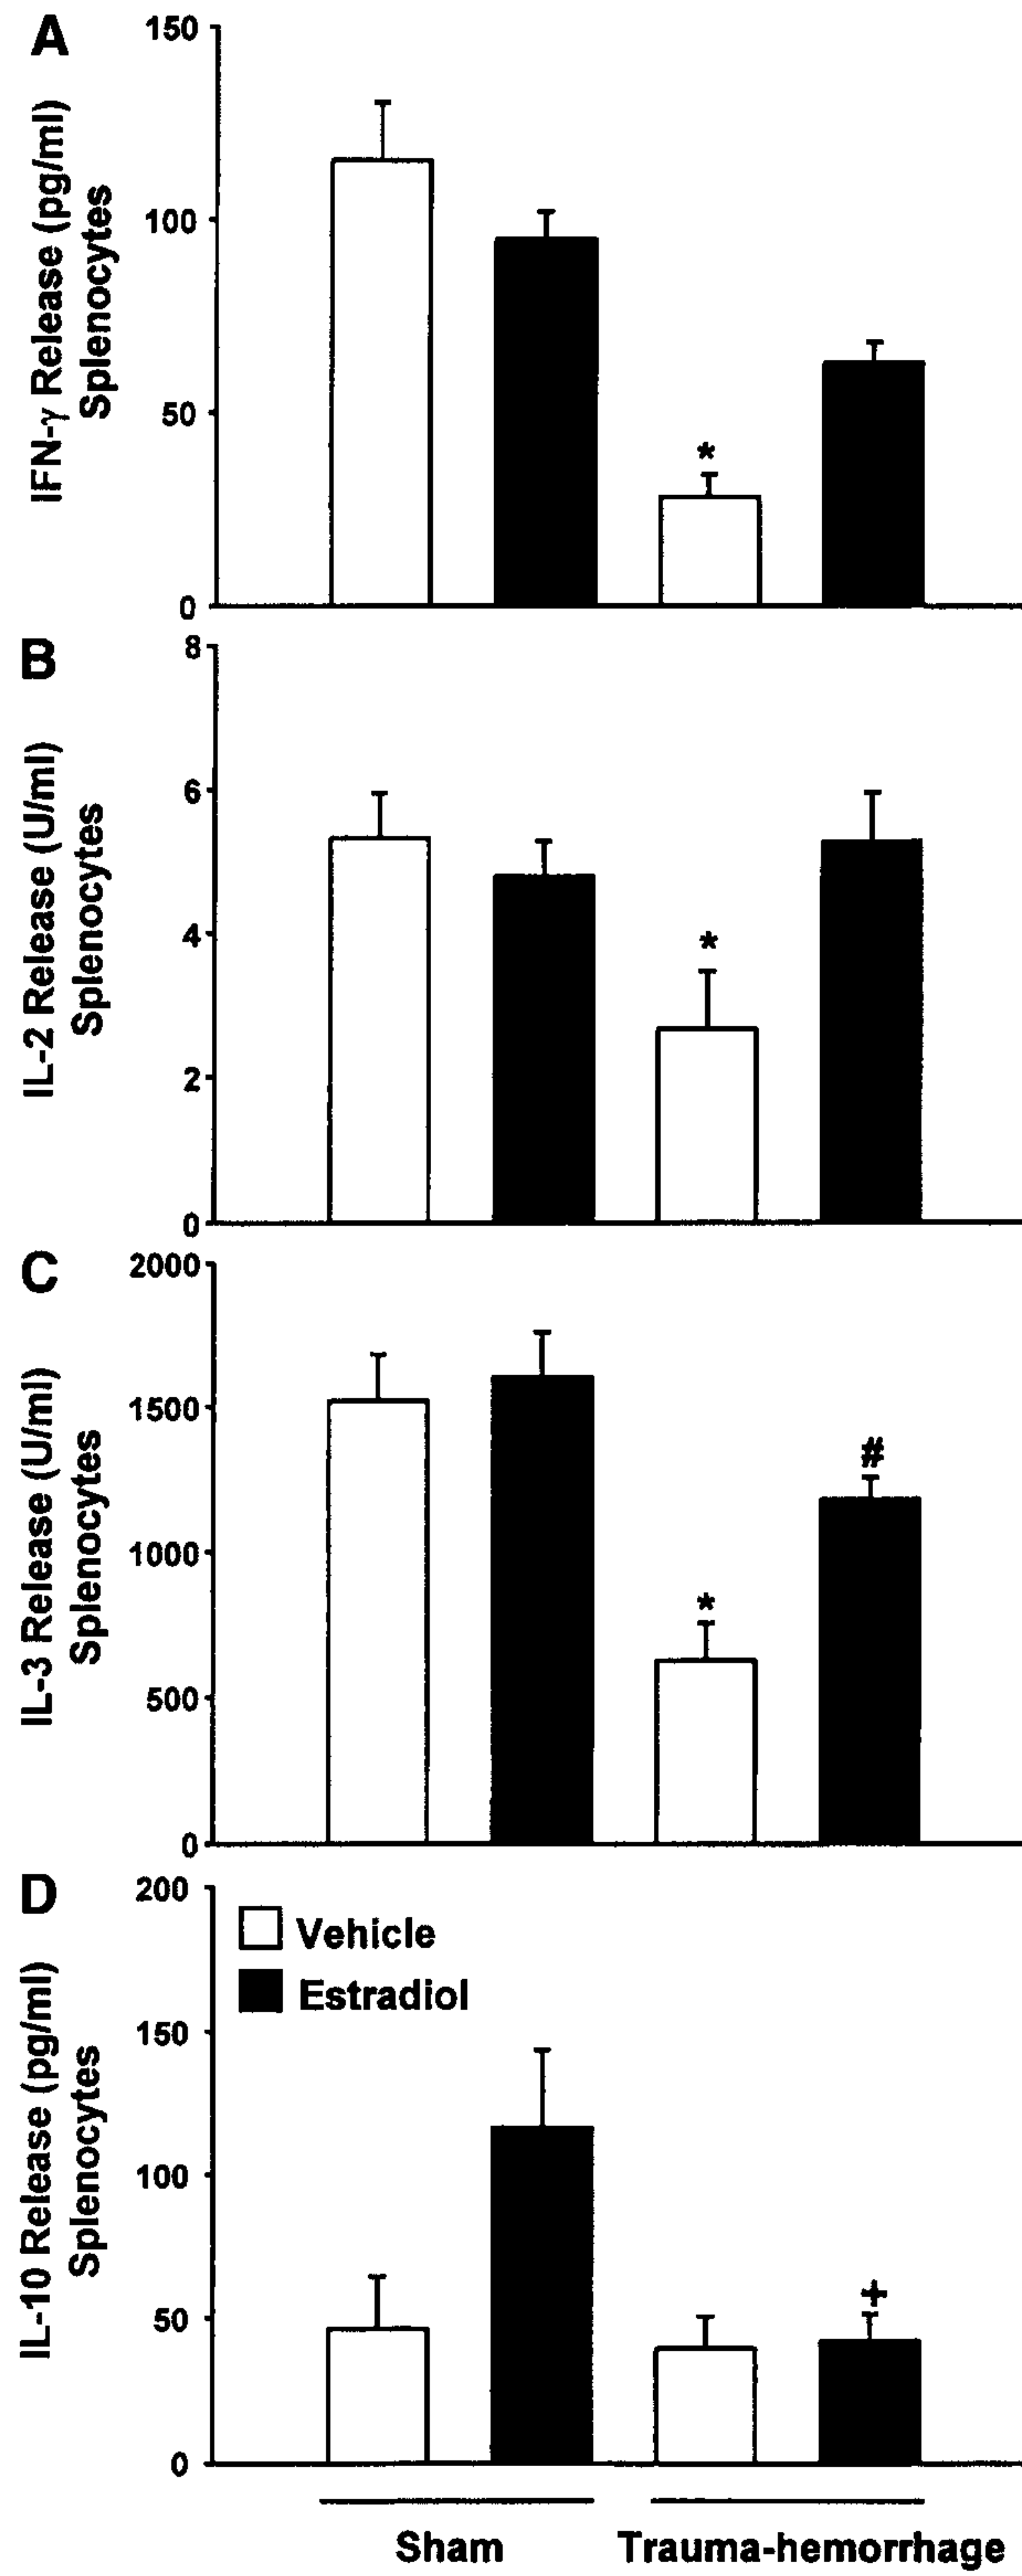 A
IFN-γ Release (pg/ml)
Splenocytes
150
100
50
0
*
B
IL-2 Release (U/ml)
Splenocytes
8
6
4
2
0
*
C
IL-3 Release (U/ml)
Splenocytes
2000
1500
1000
500
0
*
#
D
IL-10 Release (pg/ml)
Splenocytes
200
150
100
50
0
Vehicle
Estradiol
+
Sham Trauma-hemorrhage